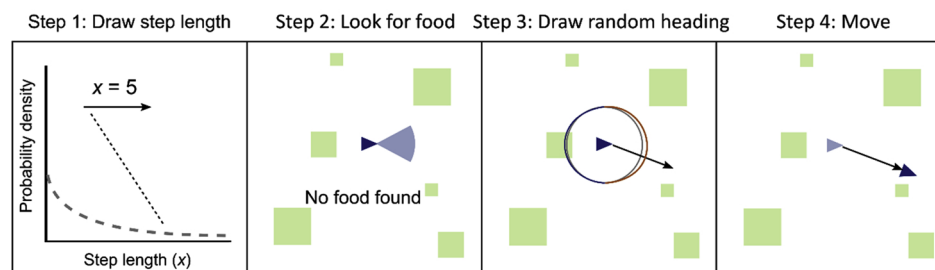 Step 1: Draw step length
Step 2: Look for food
Step 3: Draw random heading
Step 4: Move
Probability density
x = 5
Step length (x)
No food found